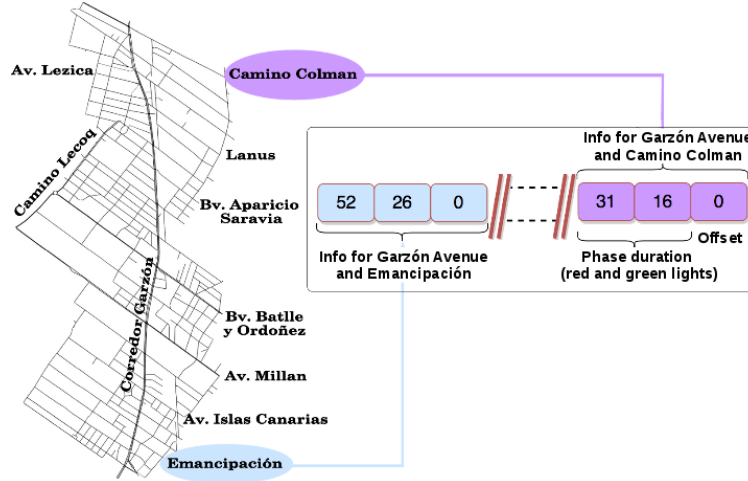 Av. Lezica
Camino Colman
Camino Lecoq
Lanus
Bv. Aparicio
Saravia
Corredor Garzón
Bv. Batlle
y Ordoñez
Av. Millan
Av. Islas Canarias
Emancipación
Info for Garzón Avenue
and Camino Colman
52 26 0
31 16 0
Info for Garzón Avenue
and Emancipación
Phase duration
(red and green lights)
Offset